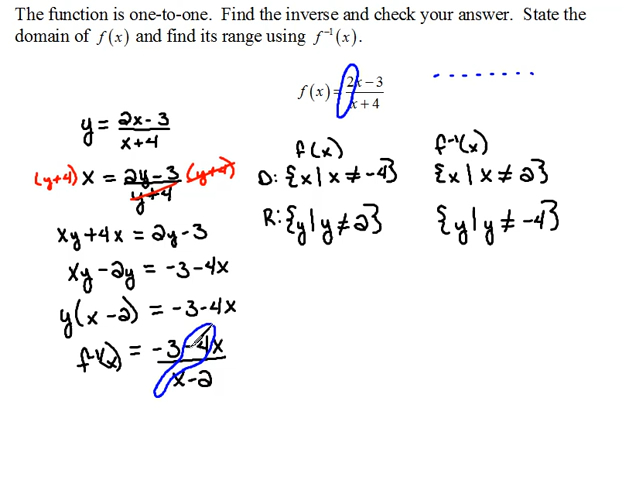 The function is one-to-one. Find the inverse and check your answer. State the
domain of f(x) and find its range using f⁻¹(x).
f(x) = (2x − 3)/(x + 4)
y = (2x - 3)/(x + 4)
(y+4) x = (2y - 3)/(y+4) (y+4)
xy + 4x = 2y - 3
xy - 2y = -3 - 4x
y(x - 2) = -3 - 4x
f⁻¹(x) = (-3 - 4x)/(x - 2)
f(x)
D: {x | x ≠ -4}
R: {y | y ≠ 2}
f⁻¹(x)
{x | x ≠ 2}
{y | y ≠ -4}